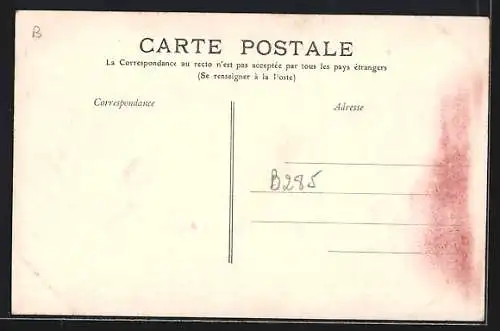 B
CARTE POSTALE
La Correspondance au recto n'est pas acceptée par tous les pays étrangers
(Se renseigner à la Poste)
Correspondance
Adresse
B285